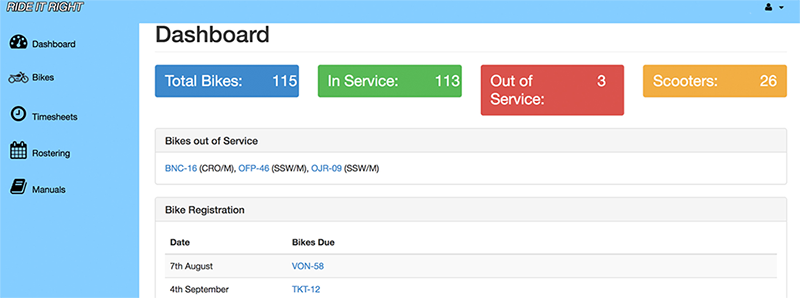 RIDE IT RIGHT
Dashboard
Bikes
Timesheets
Rostering
Manuals
Dashboard
Total Bikes: 115
In Service: 113
Out of
Service: 3
Scooters: 26
Bikes out of Service
BNC-16 (CRO/M), OFP-46 (SSW/M), OJR-09 (SSW/M)
Bike Registration
Date Bikes Due
7th August VON-58
4th September TKT-12